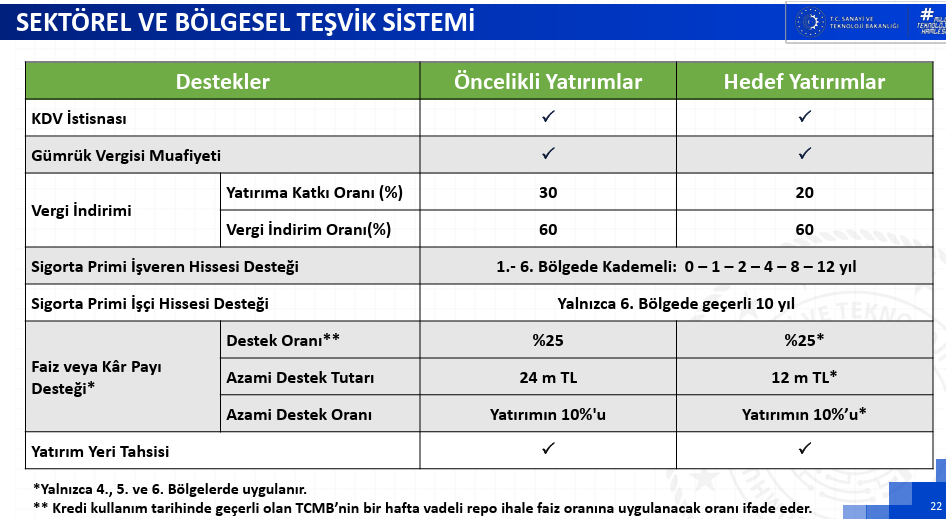 SEKTÖREL VE BÖLGESEL TEŞVİK SİSTEMİ
T.C. SANAYİ VE
TEKNOLOJİ BAKANLIĞI
#MİLLİ
TEKNOLOJİ
HAMLESİ
Destekler Öncelikli Yatırımlar Hedef Yatırımlar
KDV İstisnası ✓ ✓
Gümrük Vergisi Muafiyeti ✓ ✓
Vergi İndirimi
Yatırıma Katkı Oranı (%) 30 20
Vergi İndirim Oranı(%) 60 60
Sigorta Primi İşveren Hissesi Desteği 1.- 6. Bölgede Kademeli: 0 – 1 – 2 – 4 – 8 – 12 yıl
Sigorta Primi İşçi Hissesi Desteği Yalnızca 6. Bölgede geçerli 10 yıl
Faiz veya Kâr Payı
Desteği*
Destek Oranı** %25 %25*
Azami Destek Tutarı 24 m TL 12 m TL*
Azami Destek Oranı Yatırımın 10%'u Yatırımın 10%’u*
Yatırım Yeri Tahsisi ✓ ✓
*Yalnızca 4., 5. ve 6. Bölgelerde uygulanır.
** Kredi kullanım tarihinde geçerli olan TCMB’nin bir hafta vadeli repo ihale faiz oranına uygulanacak oranı ifade eder.
22